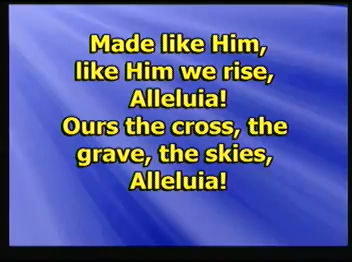 Made like Him,
like Him we rise,
Alleluia!
Ours the cross, the
grave, the skies,
Alleluia!